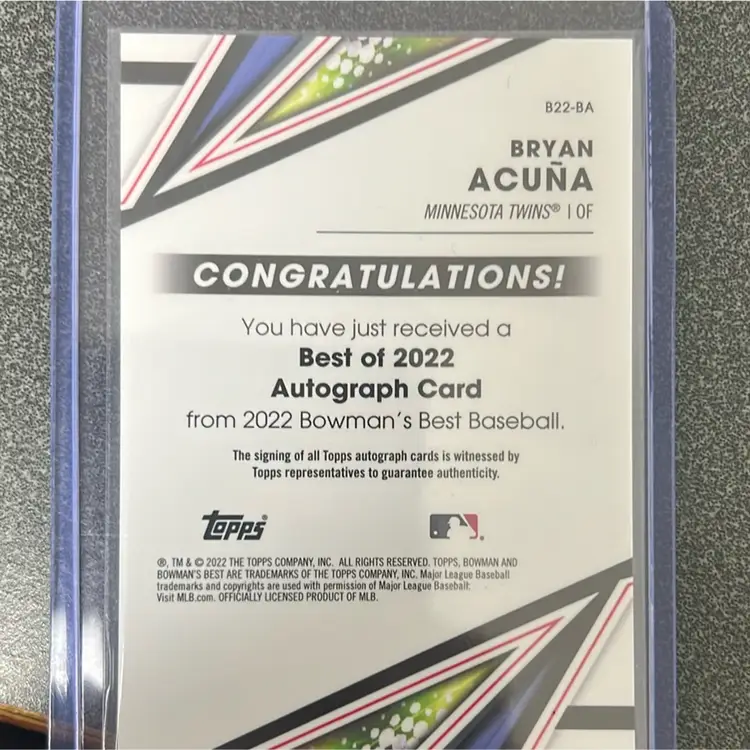 B22-BA
BRYAN
ACUÑA
MINNESOTA TWINS® | OF
CONGRATULATIONS!
You have just received a
Best of 2022
Autograph Card
from 2022 Bowman's Best Baseball.
The signing of all Topps autograph cards is witnessed by
Topps representatives to guarantee authenticity.
topps®
®, TM & © 2022 THE TOPPS COMPANY, INC. ALL RIGHTS RESERVED. TOPPS, BOWMAN AND
BOWMAN'S BEST ARE TRADEMARKS OF THE TOPPS COMPANY, INC. Major League Baseball
trademarks and copyrights are used with permission of Major League Baseball.
Visit MLB.com. OFFICIALLY LICENSED PRODUCT OF MLB.